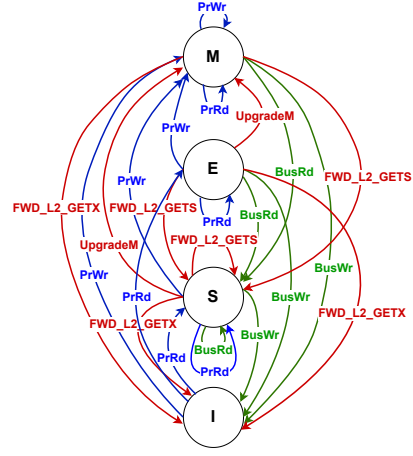 PrWr
M
PrRd
UpgradeM
PrWr
E
BusRd
FWD_L2_GETS
PrWr
FWD_L2_GETX
FWD_L2_GETS
PrRd
BusRd
UpgradeM
FWD_L2_GETS
BusWr
PrWr
PrRd
S
BusWr
FWD_L2_GETX
FWD_L2_GETX
BusWr
BusRd
PrRd
PrRd
I